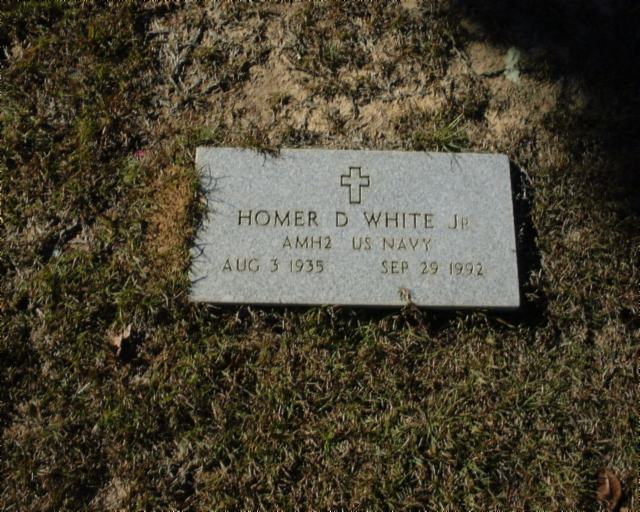 HOMER D WHITE JR
AMH2 US NAVY
AUG 3 1935 SEP 29 1992